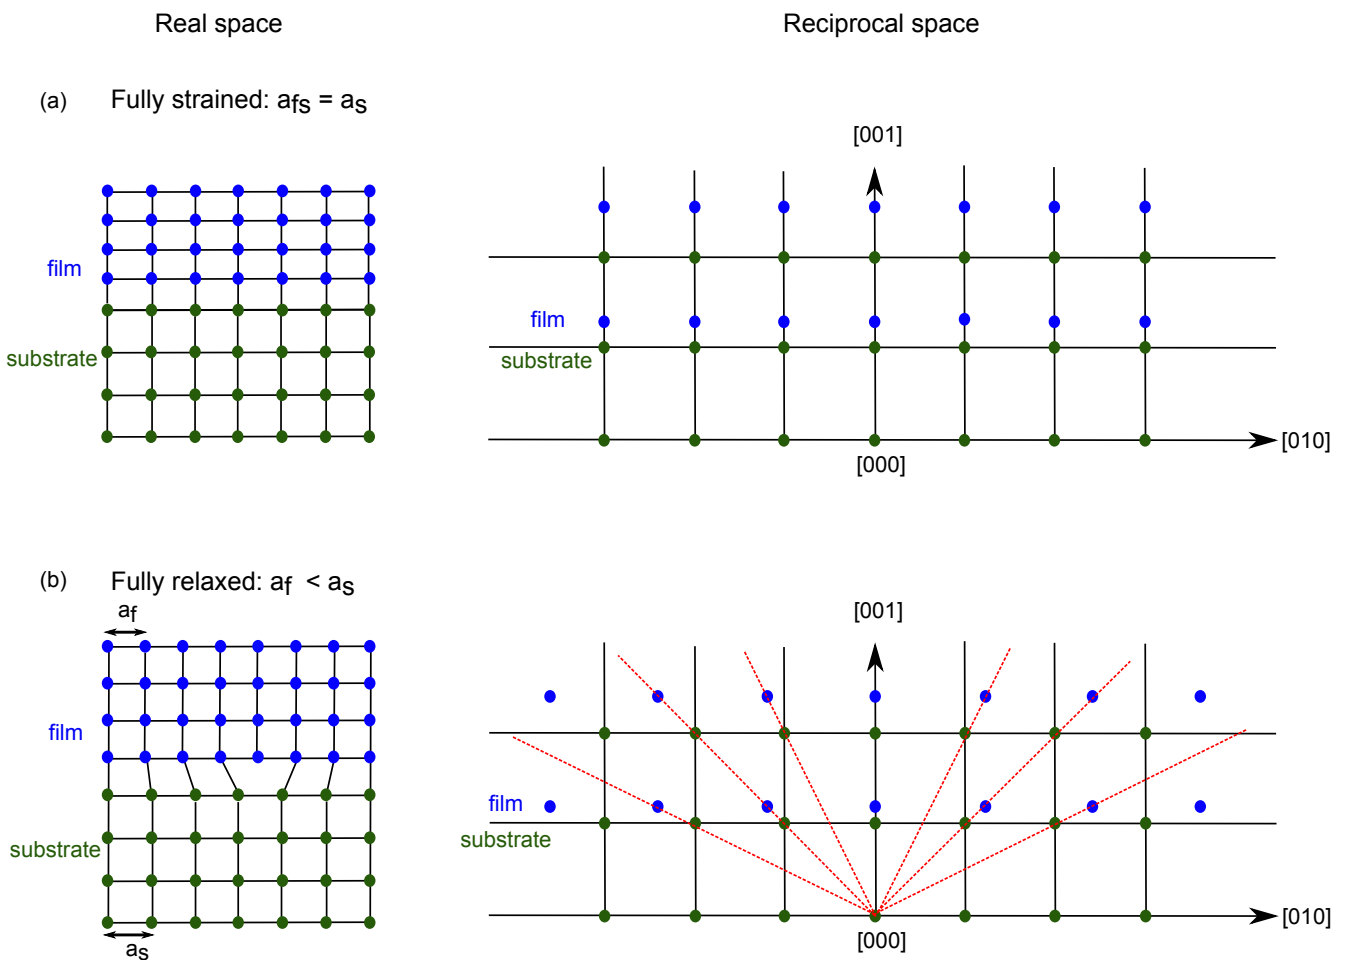 Real space
Reciprocal space
(a) Fully strained: afs = as
[001]
film
substrate
film
substrate
[010]
[000]
(b) Fully relaxed: af < as
af
[001]
film
substrate
film
substrate
[010]
[000]
as